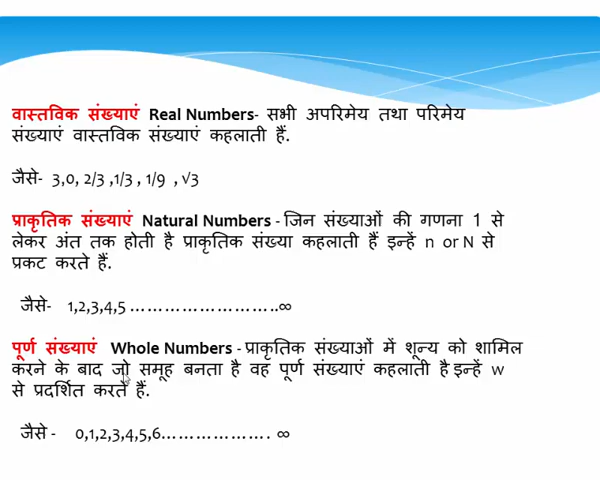 वास्तविक संख्याएं Real Numbers- सभी अपरिमेय तथा परिमेय
संख्याएं वास्तविक संख्याएं कहलाती हैं.
जैसे- 3,0, 2/3 ,1/3 , 1/9 , √3
प्राकृतिक संख्याएं Natural Numbers - जिन संख्याओं की गणना 1 से
लेकर अंत तक होती है प्राकृतिक संख्या कहलाती हैं इन्हें n or N से
प्रकट करते हैं.
जैसे- 1,2,3,4,5 ……………………..∞
पूर्ण संख्याएं Whole Numbers - प्राकृतिक संख्याओं में शून्य को शामिल
करने के बाद जो समूह बनता है वह पूर्ण संख्याएं कहलाती है इन्हें w
से प्रदर्शित करते हैं.
जैसे - 0,1,2,3,4,5,6………………. ∞